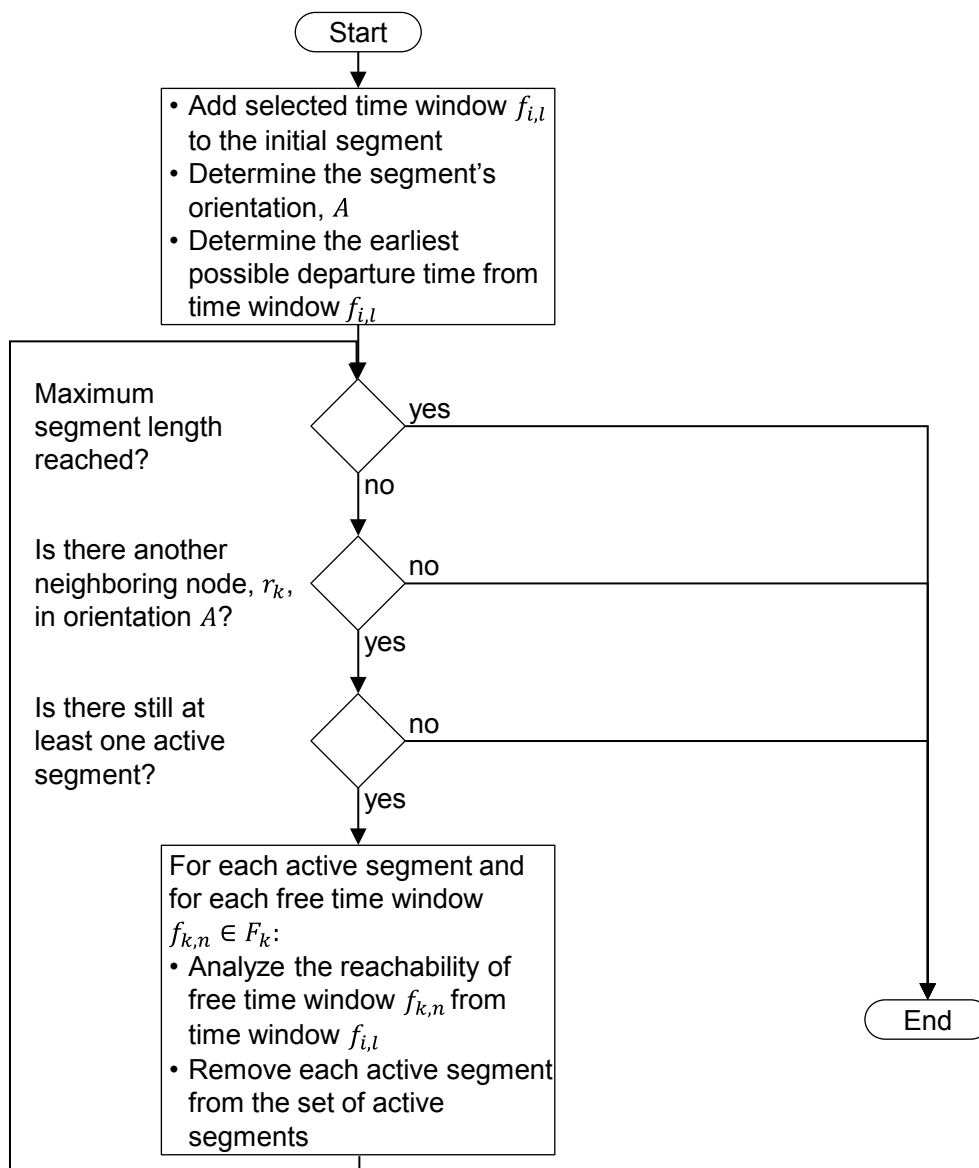 Start
• Add selected time window f_{i,l}
to the initial segment
• Determine the segment's
orientation, A
• Determine the earliest
possible departure time from
time window f_{i,l}
Maximum
segment length
reached?
yes
no
Is there another
neighboring node, r_k,
in orientation A?
no
yes
Is there still at
least one active
segment?
no
yes
For each active segment and
for each free time window
f_{k,n} ∈ F_k:
• Analyze the reachability of
free time window f_{k,n} from
time window f_{i,l}
• Remove each active segment
from the set of active
segments
End